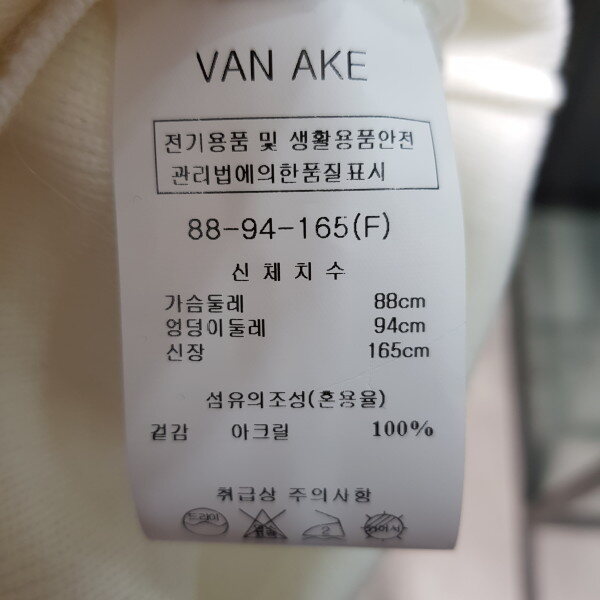 VAN AKE
전기용품 및 생활용품안전
관리법에의한품질표시
88-94-165(F)
신체치수
가슴둘레 88cm
엉덩이둘레 94cm
신장 165cm
섬유의조성(혼용율)
겉감 아크릴 100%
취급상 주의사항
드라이